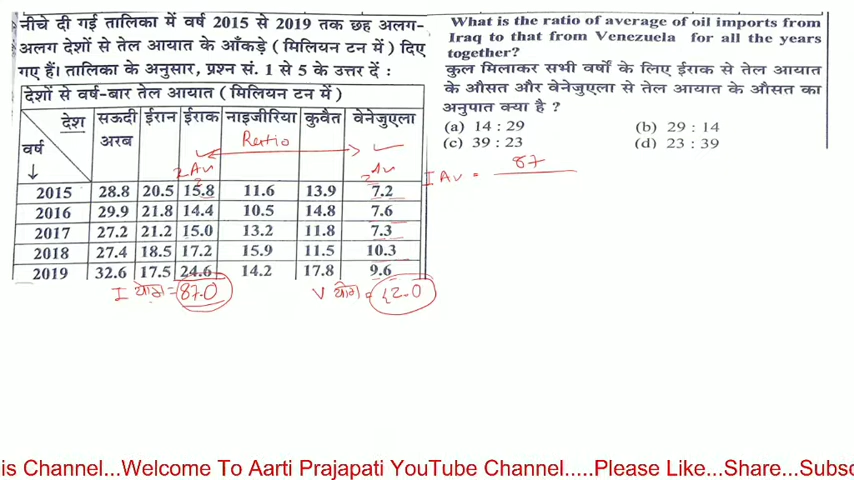 नीचे दी गई तालिका में वर्ष 2015 से 2019 तक छह अलग-
अलग देशों से तेल आयात के आँकड़े ( मिलियन टन में ) दिए
गए हैं। तालिका के अनुसार, प्रश्न सं. 1 से 5 के उत्तर दें :
देशों से वर्ष-बार तेल आयात ( मिलियन टन में )
देश सऊदी अरब ईरान ईराक नाइजीरिया कुवैत वेनेजुएला
वर्ष
Ratio
Av Av
2015 28.8 20.5 15.8 11.6 13.9 7.2
2016 29.9 21.8 14.4 10.5 14.8 7.6
2017 27.2 21.2 15.0 13.2 11.8 7.3
2018 27.4 18.5 17.2 15.9 11.5 10.3
2019 32.6 17.5 24.6 14.2 17.8 9.6
I योग = 87.0 V योग = 42.0
What is the ratio of average of oil imports from
Iraq to that from Venezuela for all the years
together?
कुल मिलाकर सभी वर्षों के लिए ईराक से तेल आयात
के औसत और वेनेजुएला से तेल आयात के औसत का
अनुपात क्या है ?
(a) 14 : 29 (b) 29 : 14
(c) 39 : 23 (d) 23 : 39
I Av = 87
is Channel...Welcome To Aarti Prajapati YouTube Channel.....Please Like...Share...Subsc